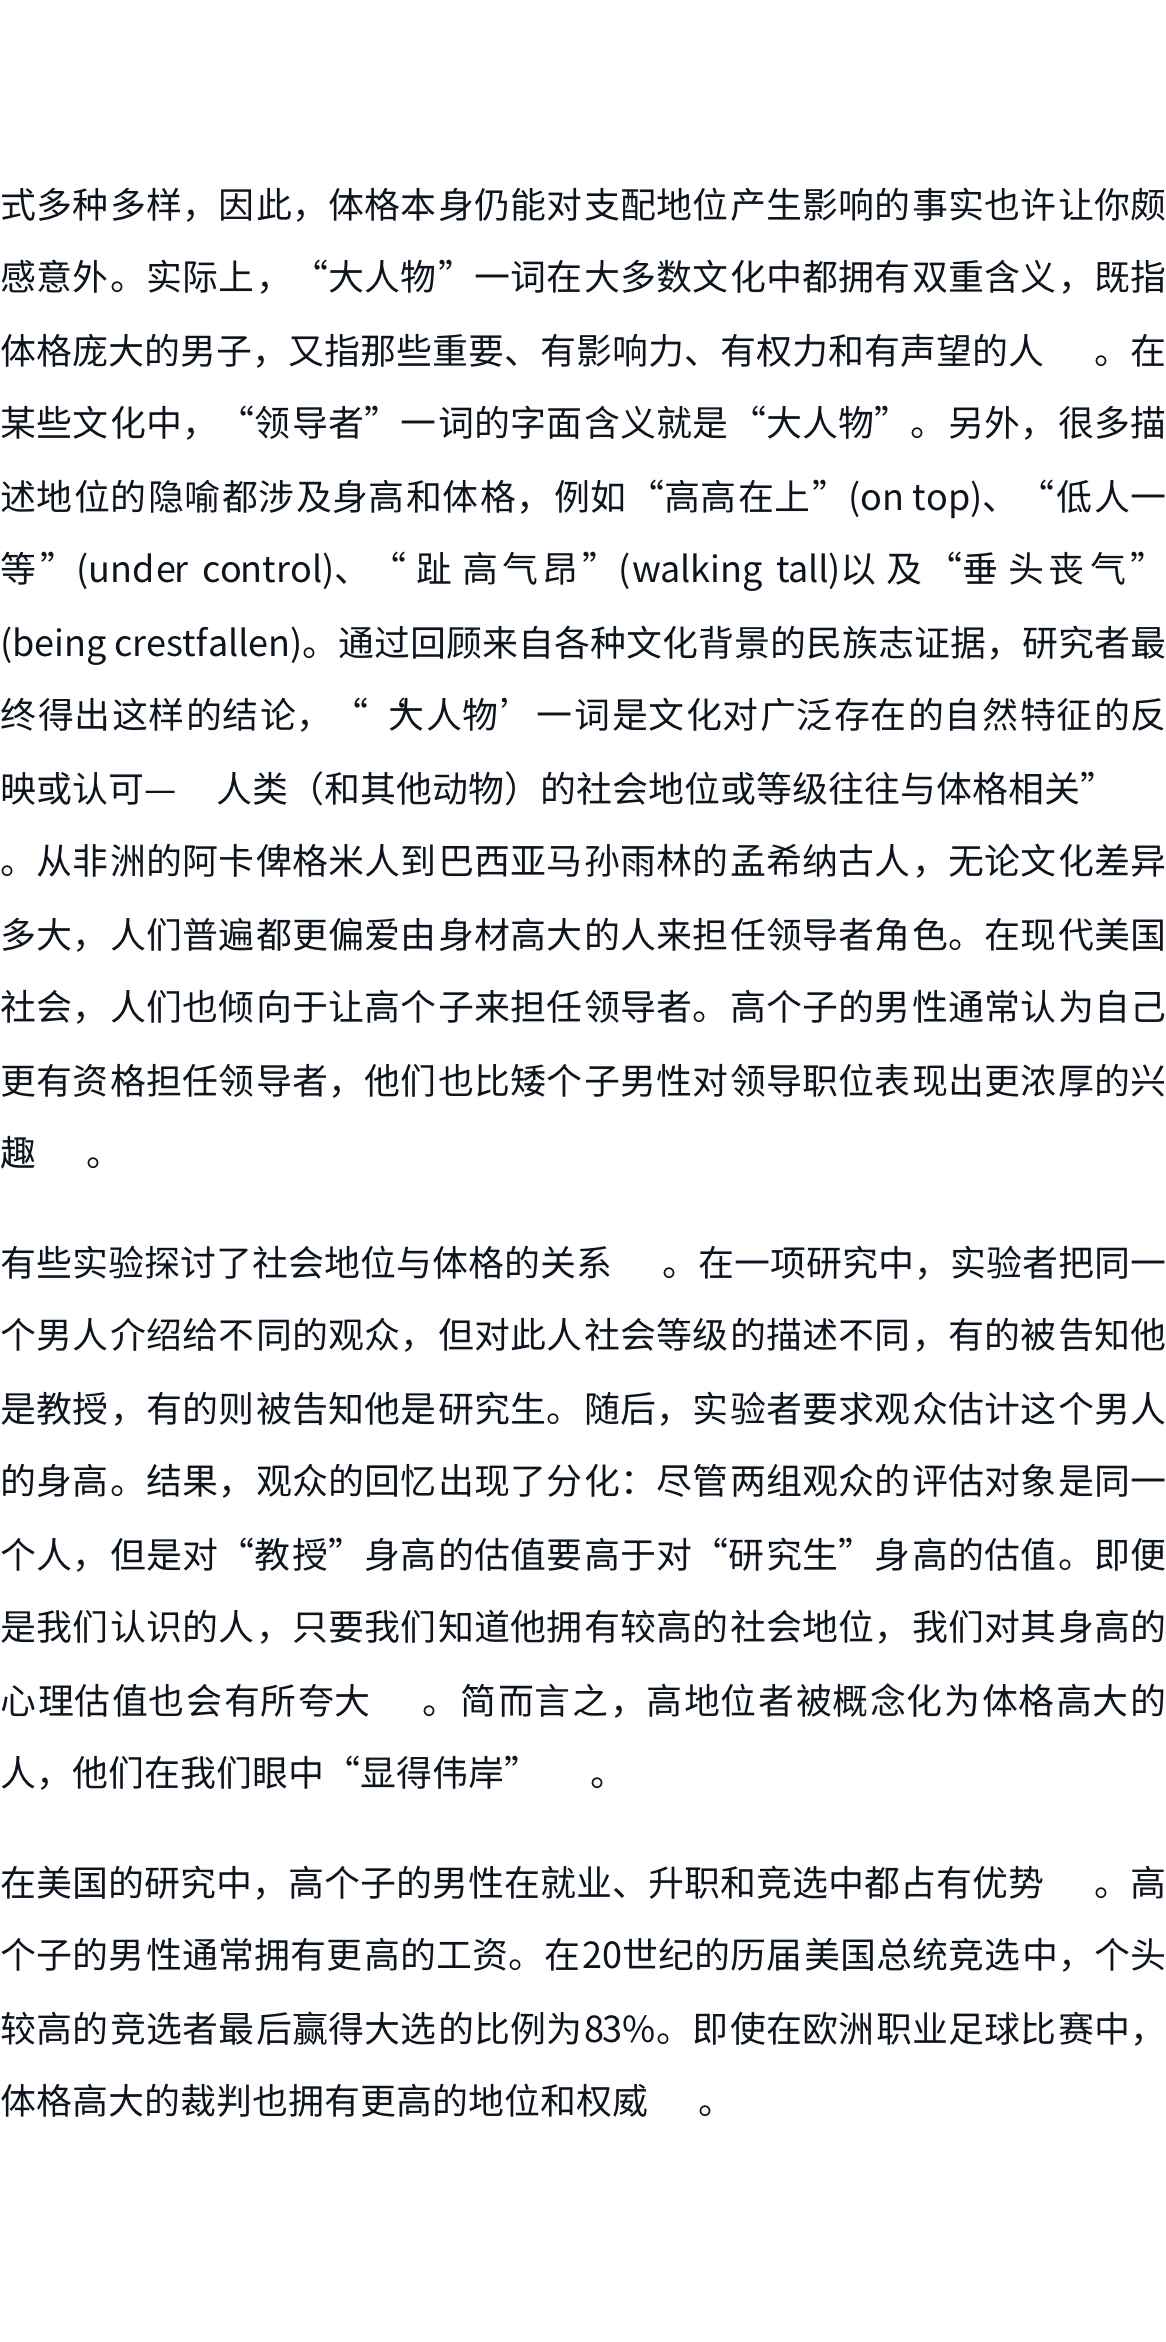 式多种多样，因此，体格本身仍能对支配地位产生影响的事实也许让你颇
感意外。实际上，“大人物”一词在大多数文化中都拥有双重含义，既指
体格庞大的男子，又指那些重要、有影响力、有权力和有声望的人 。在
某些文化中，“领导者”一词的字面含义就是“大人物”。另外，很多描
述地位的隐喻都涉及身高和体格，例如“高高在上”(on top)、“低人一
等”(under control)、“趾高气昂”(walking tall)以及“垂头丧气”
(being crestfallen)。通过回顾来自各种文化背景的民族志证据，研究者最
终得出这样的结论，“‘大人物’一词是文化对广泛存在的自然特征的反
映或认可— 人类（和其他动物）的社会地位或等级往往与体格相关”
。从非洲的阿卡俾格米人到巴西亚马孙雨林的孟希纳古人，无论文化差异
多大，人们普遍都更偏爱由身材高大的人来担任领导者角色。在现代美国
社会，人们也倾向于让高个子来担任领导者。高个子的男性通常认为自己
更有资格担任领导者，他们也比矮个子男性对领导职位表现出更浓厚的兴
趣 。
有些实验探讨了社会地位与体格的关系 。在一项研究中，实验者把同一
个男人介绍给不同的观众，但对此人社会等级的描述不同，有的被告知他
是教授，有的则被告知他是研究生。随后，实验者要求观众估计这个男人
的身高。结果，观众的回忆出现了分化：尽管两组观众的评估对象是同一
个人，但是对“教授”身高的估值要高于对“研究生”身高的估值。即便
是我们认识的人，只要我们知道他拥有较高的社会地位，我们对其身高的
心理估值也会有所夸大 。简而言之，高地位者被概念化为体格高大的
人，他们在我们眼中“显得伟岸” 。
在美国的研究中，高个子的男性在就业、升职和竞选中都占有优势 。高
个子的男性通常拥有更高的工资。在20世纪的历届美国总统竞选中，个头
较高的竞选者最后赢得大选的比例为83%。即使在欧洲职业足球比赛中，
体格高大的裁判也拥有更高的地位和权威 。